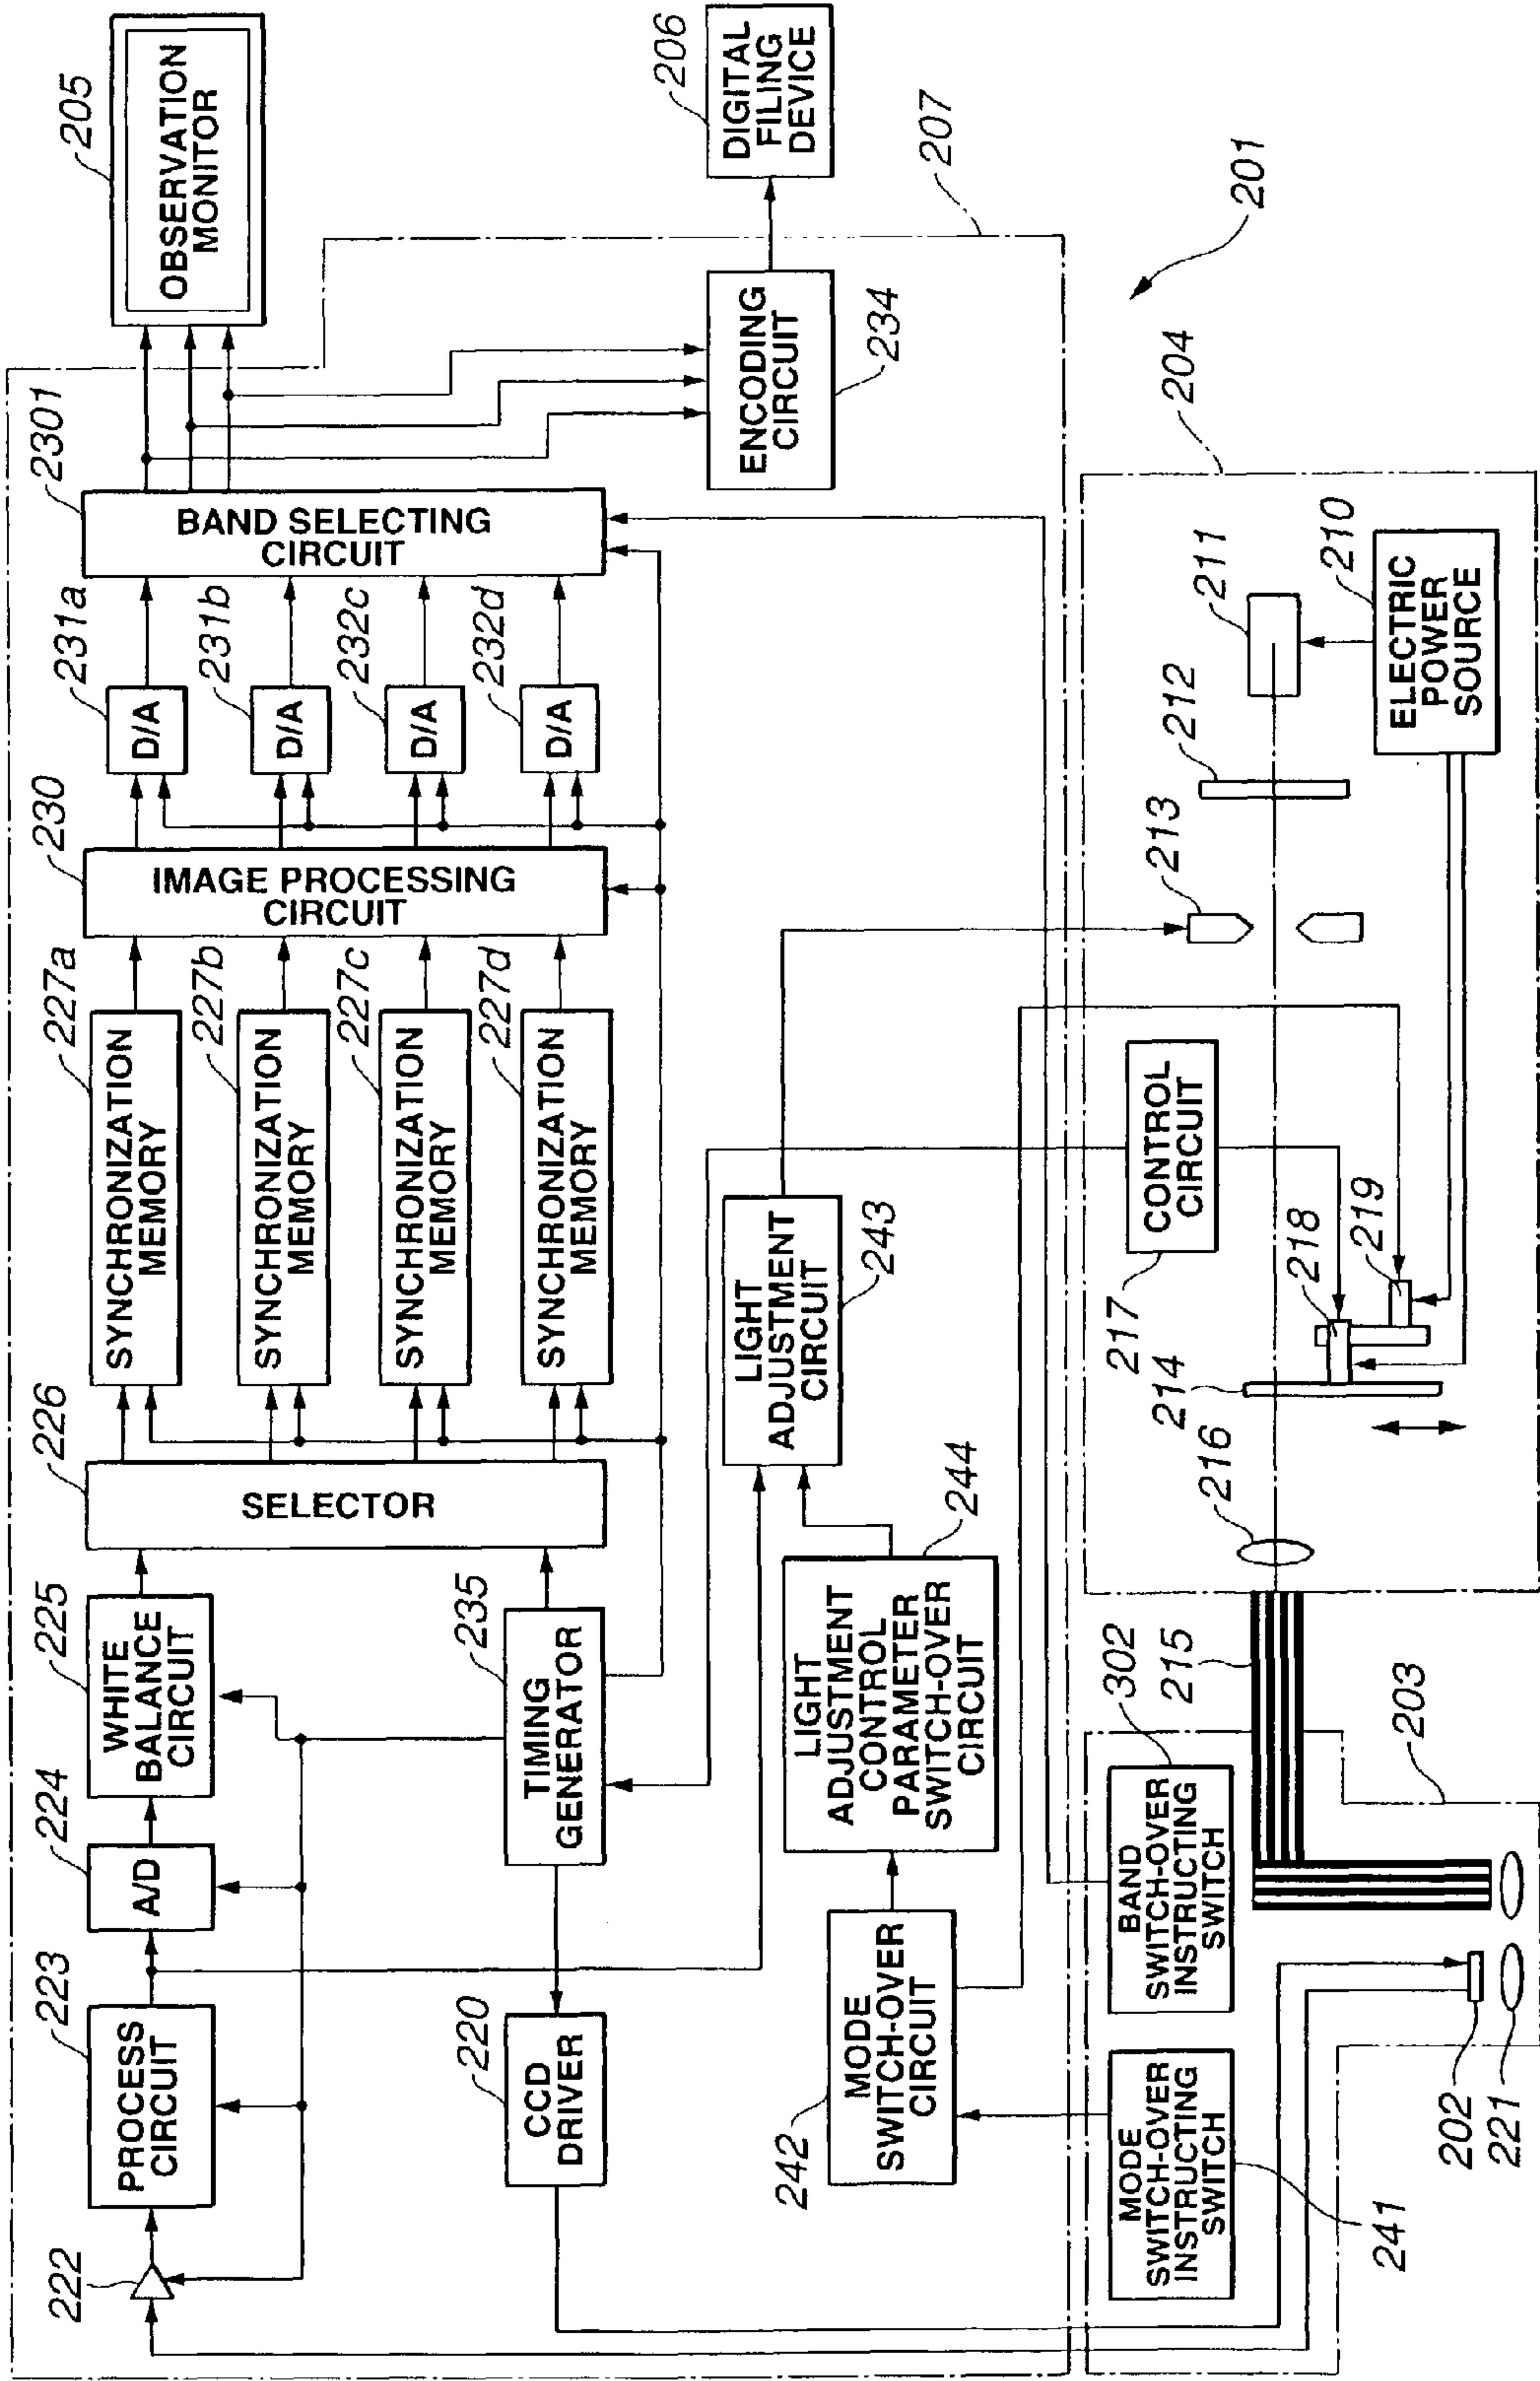 205
OBSERVATION
MONITOR
206
DIGITAL
FILING
DEVICE
207
201
2301
BAND SELECTING
CIRCUIT
ENCODING
CIRCUIT
234
231a
D/A
231b
D/A
232c
D/A
232d
D/A
230
IMAGE PROCESSING
CIRCUIT
227a
SYNCHRONIZATION
MEMORY
227b
SYNCHRONIZATION
MEMORY
227c
SYNCHRONIZATION
MEMORY
227d
SYNCHRONIZATION
MEMORY
226
SELECTOR
225
WHITE
BALANCE
CIRCUIT
224
A/D
223
PROCESS
CIRCUIT
222
235
TIMING
GENERATOR
220
CCD
DRIVER
LIGHT
ADJUSTMENT
CIRCUIT
243
LIGHT
ADJUSTMENT
CONTROL
PARAMETER
SWITCH-OVER
CIRCUIT
244
242
MODE
SWITCH-OVER
CIRCUIT
204
211
210
ELECTRIC
POWER
SOURCE
212
213
CONTROL
CIRCUIT
217
218
219
214
216
215
302
BAND
SWITCH-OVER
INSTRUCTING
SWITCH
203
MODE
SWITCH-OVER
INSTRUCTING
SWITCH
241
202
221